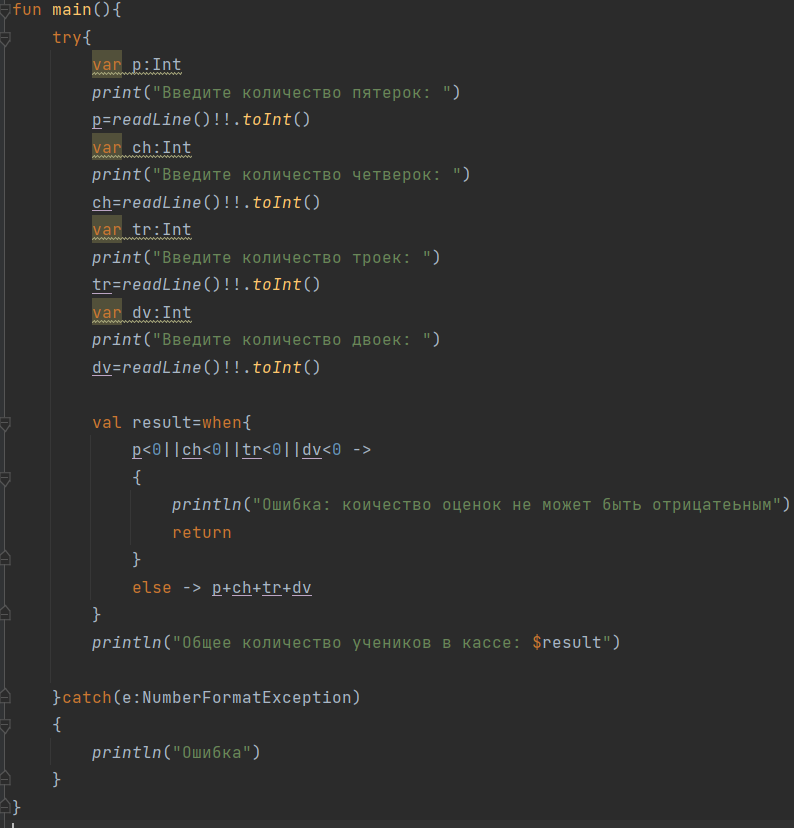 fun main(){
try{
var p:Int
print("Введите количество пятерок: ")
p=readLine()!!.toInt()
var ch:Int
print("Введите количество четверок: ")
ch=readLine()!!.toInt()
var tr:Int
print("Введите количество троек: ")
tr=readLine()!!.toInt()
var dv:Int
print("Введите количество двоек: ")
dv=readLine()!!.toInt()
val result=when{
p<0||ch<0||tr<0||dv<0 ->
{
println("Ошибка: коичество оценок не может быть отрицатеьным")
return
}
else -> p+ch+tr+dv
}
println("Общее количество учеников в кассе: $result")
}catch(e:NumberFormatException)
{
println("Ошибка")
}
}